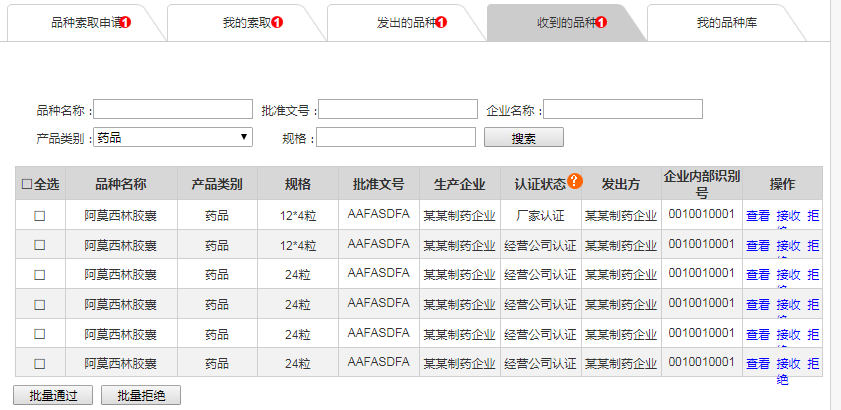 品种索取申请1 我的索取1 发出的品种1 收到的品种1 我的品种库
品种名称: 批准文号: 企业名称:
产品类别: 药品 规格: 搜索
全选 品种名称 产品类别 规格 批准文号 生产企业 认证状态? 发出方 企业内部识别号 操作
阿莫西林胶囊 药品 12*4粒 AAFASDFA 某某制药企业 厂家认证 某某制药企业 0010010001 查看 接收 拒绝
阿莫西林胶囊 药品 12*4粒 AAFASDFA 某某制药企业 经营公司认证 某某制药企业 0010010001 查看 接收 拒绝
阿莫西林胶囊 药品 24粒 AAFASDFA 某某制药企业 经营公司认证 某某制药企业 0010010001 查看 接收 拒绝
阿莫西林胶囊 药品 24粒 AAFASDFA 某某制药企业 经营公司认证 某某制药企业 0010010001 查看 接收 拒绝
阿莫西林胶囊 药品 24粒 AAFASDFA 某某制药企业 经营公司认证 某某制药企业 0010010001 查看 接收 拒绝
阿莫西林胶囊 药品 24粒 AAFASDFA 某某制药企业 经营公司认证 某某制药企业 0010010001 查看 接收 拒绝
批量通过 批量拒绝